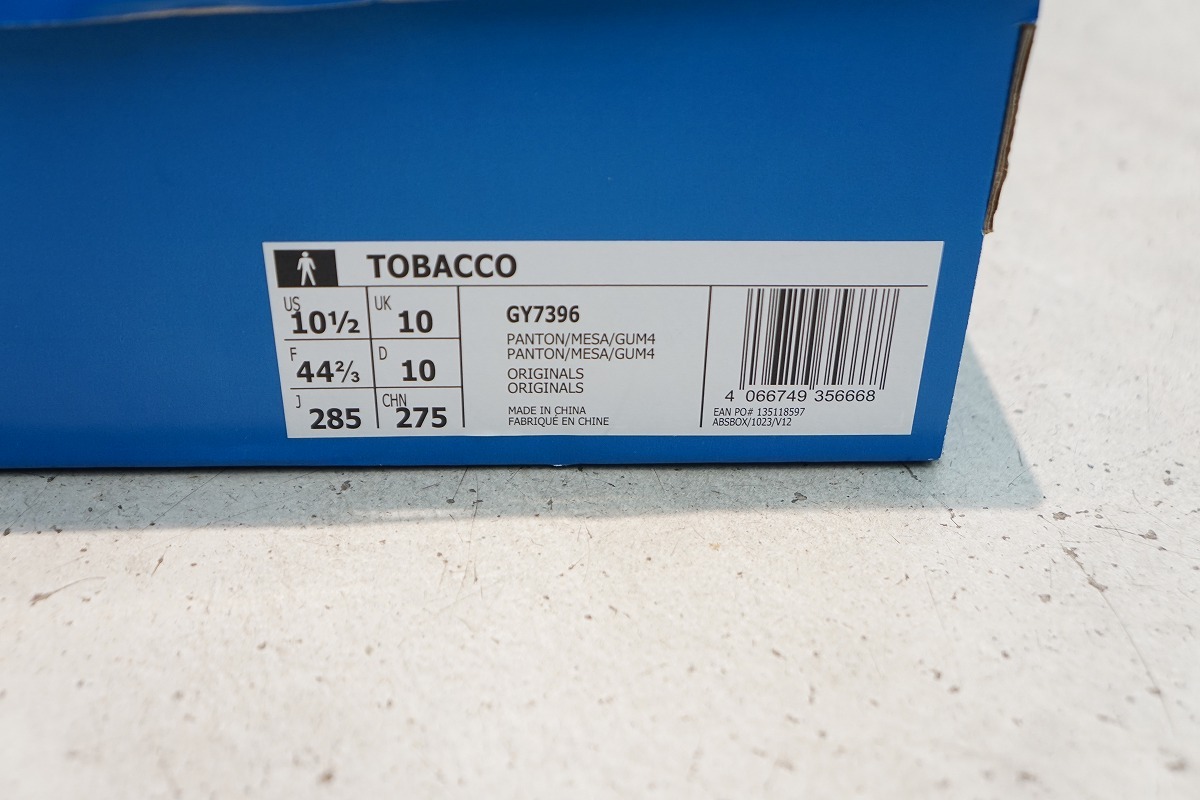 TOBACCO
US 10½ UK 10
F 44⅔ D 10
J 285 CHN 275
GY7396
PANTON/MESA/GUM4
PANTON/MESA/GUM4
ORIGINALS
ORIGINALS
MADE IN CHINA
FABRIQUÉ EN CHINE
4 066749 356668
EAN PO# 135118597
ABSBOX/1023/V12